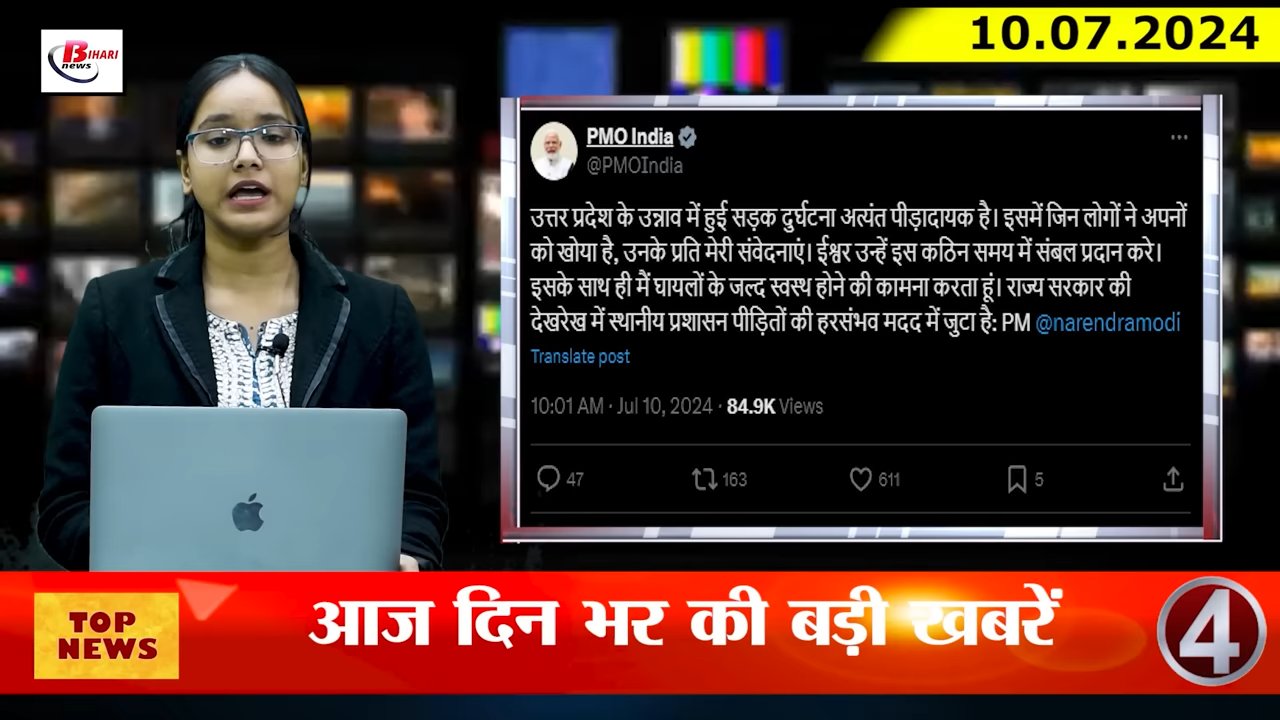 BIHARI
news
10.07.2024
PMO India
@PMOIndia
उत्तर प्रदेश के उन्नाव में हुई सड़क दुर्घटना अत्यंत पीड़ादायक है। इसमें जिन लोगों ने अपनों
को खोया है, उनके प्रति मेरी संवेदनाएं। ईश्वर उन्हें इस कठिन समय में संबल प्रदान करे।
इसके साथ ही मैं घायलों के जल्द स्वस्थ होने की कामना करता हूं। राज्य सरकार की
देखरेख में स्थानीय प्रशासन पीड़ितों की हरसंभव मदद में जुटा है: PM @narendramodi
Translate post
10:01 AM · Jul 10, 2024 · 84.9K Views
47 163 611 5
TOP
NEWS
आज दिन भर की बड़ी खबरें
4